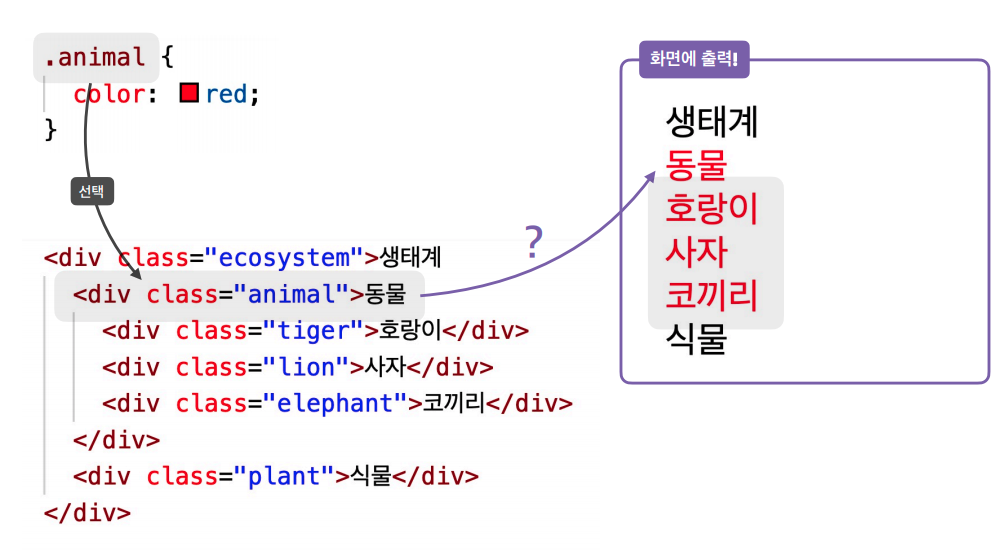 .animal {
color: red;
}
선택
<div class="ecosystem">생태계
<div class="animal">동물
<div class="tiger">호랑이</div>
<div class="lion">사자</div>
<div class="elephant">코끼리</div>
</div>
<div class="plant">식물</div>
</div>
?
화면에 출력!
생태계
동물
호랑이
사자
코끼리
식물